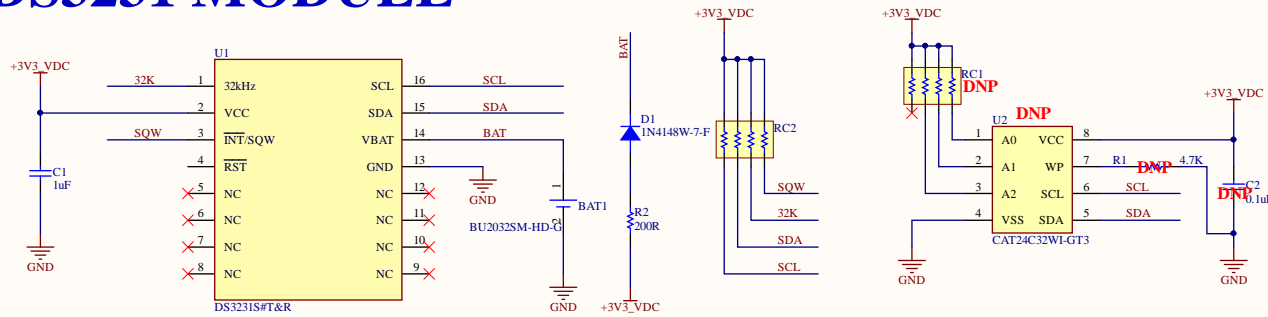 DS3231 MODULE
+3V3_VDC
C1
1uF
GND
32K
SQW
U1
1 32kHz
2 VCC
3 INT/SQW
4 RST
5 NC
6 NC
7 NC
8 NC
SCL 16 SCL
SDA 15 SDA
VBAT 14 BAT
GND 13
NC 12
NC 11
NC 10
NC 9
DS3231S#T&R
GND
1
BAT1
BU2032SM-HD-G
2
GND
BAT
D1
1N4148W-7-F
R2
200R
+3V3_VDC
+3V3_VDC
RC2
SQW
32K
SDA
SCL
+3V3_VDC
RC1
DNP
DNP
U2
1 A0
2 A1
3 A2
4 VSS
VCC 8
WP 7
SCL 6 SCL
SDA 5 SDA
CAT24C32WI-GT3
GND
R1 DNP 4.7K
+3V3_VDC
C2
DNP
0.1uF
GND